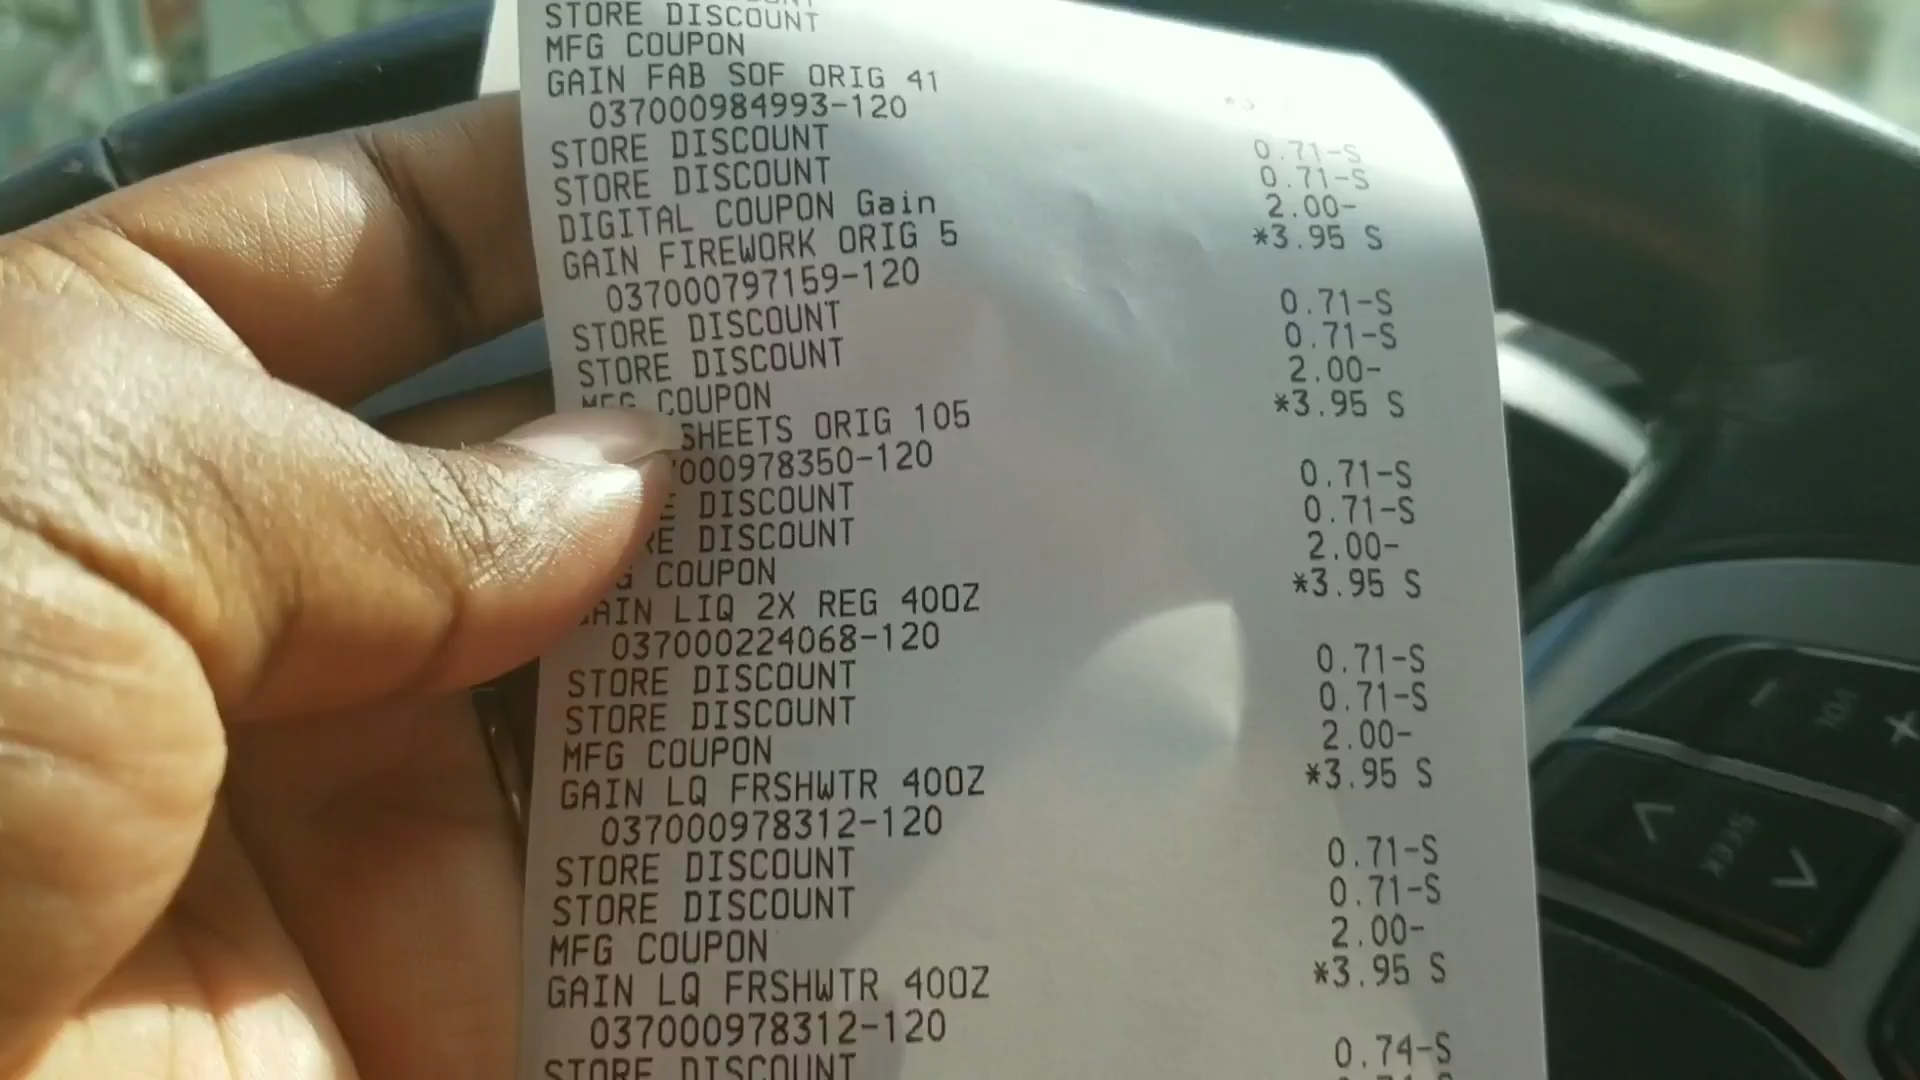 STORE DISCOUNT
MFG COUPON
GAIN FAB SOF ORIG 41
037000984993-120
STORE DISCOUNT 0.71-S
STORE DISCOUNT 0.71-S
DIGITAL COUPON Gain 2.00-
GAIN FIREWORK ORIG 5 *3.95 S
037000797159-120
STORE DISCOUNT 0.71-S
STORE DISCOUNT 0.71-S
MFG COUPON 2.00-
SHEETS ORIG 105 *3.95 S
000978350-120
DISCOUNT 0.71-S
RE DISCOUNT 0.71-S
G COUPON 2.00-
GAIN LIQ 2X REG 40OZ *3.95 S
037000224068-120
STORE DISCOUNT 0.71-S
STORE DISCOUNT 0.71-S
MFG COUPON 2.00-
GAIN LQ FRSHWTR 40OZ *3.95 S
037000978312-120
STORE DISCOUNT 0.71-S
STORE DISCOUNT 0.71-S
MFG COUPON 2.00-
GAIN LQ FRSHWTR 40OZ *3.95 S
037000978312-120
STORE DISCOUNT 0.74-S
- VOL +
SEEK